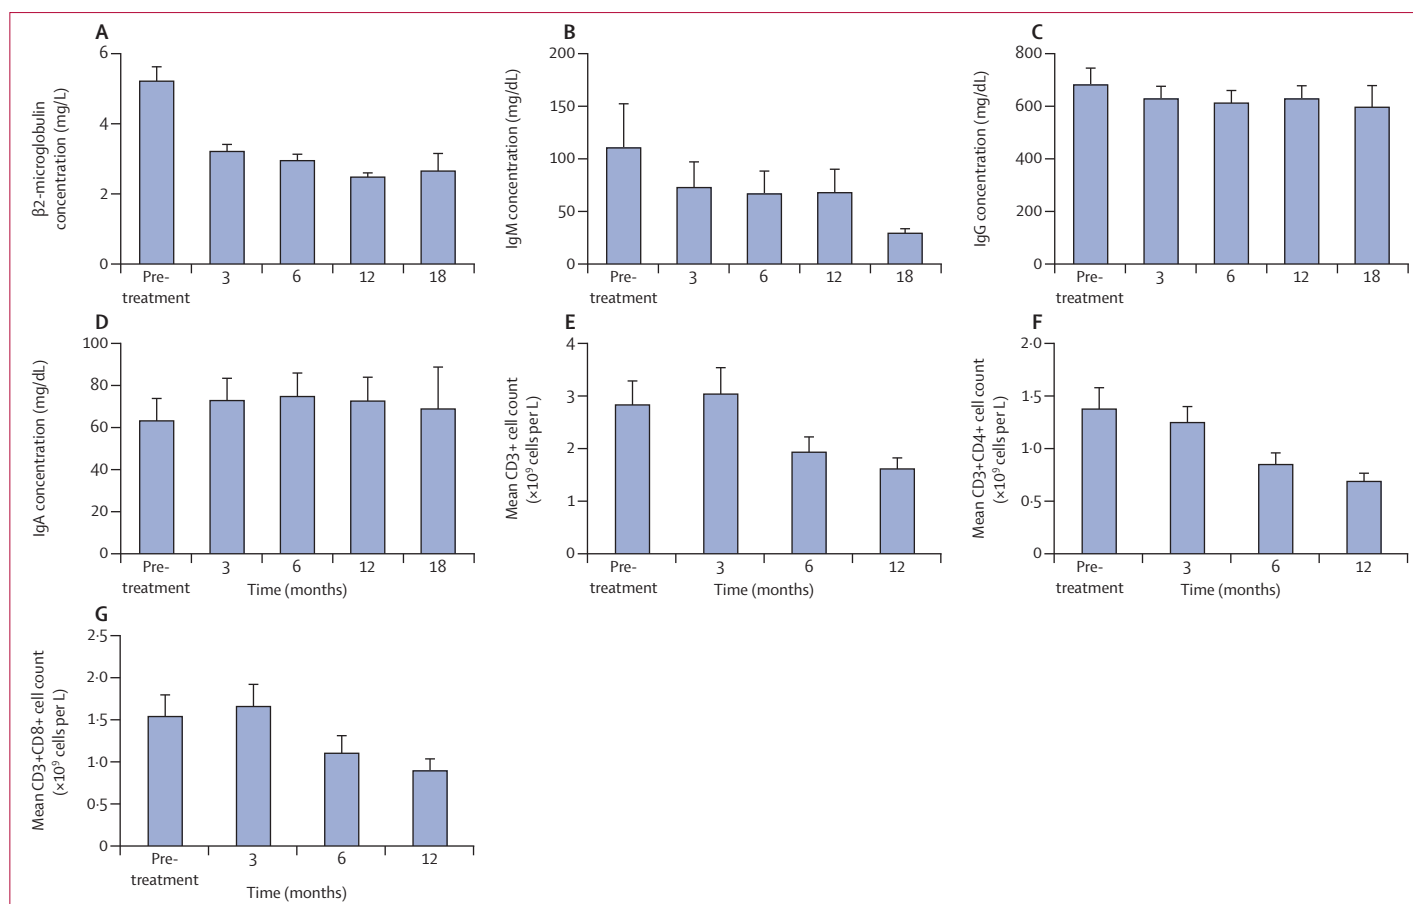 A
β2-microglobulin
concentration (mg/L)
6
4
2
0
Pre-
treatment
3
6
12
18
B
IgM concentration (mg/dL)
200
150
100
50
0
Pre-
treatment
3
6
12
18
C
IgG concentration (mg/dL)
800
600
400
200
0
Pre-
treatment
3
6
12
18
D
IgA concentration (mg/dL)
100
80
60
40
20
0
Pre-
treatment
3
6
12
18
Time (months)
E
Mean CD3+ cell count
(×10⁹ cells per L)
4
3
2
1
0
Pre-
treatment
3
6
12
Time (months)
F
Mean CD3+CD4+ cell count
(×10⁹ cells per L)
2·0
1·5
1·0
0·5
0
Pre-
treatment
3
6
12
Time (months)
G
Mean CD3+CD8+ cell count
(×10⁹ cells per L)
2·5
2·0
1·5
1·0
0·5
0
Pre-
treatment
3
6
12
Time (months)